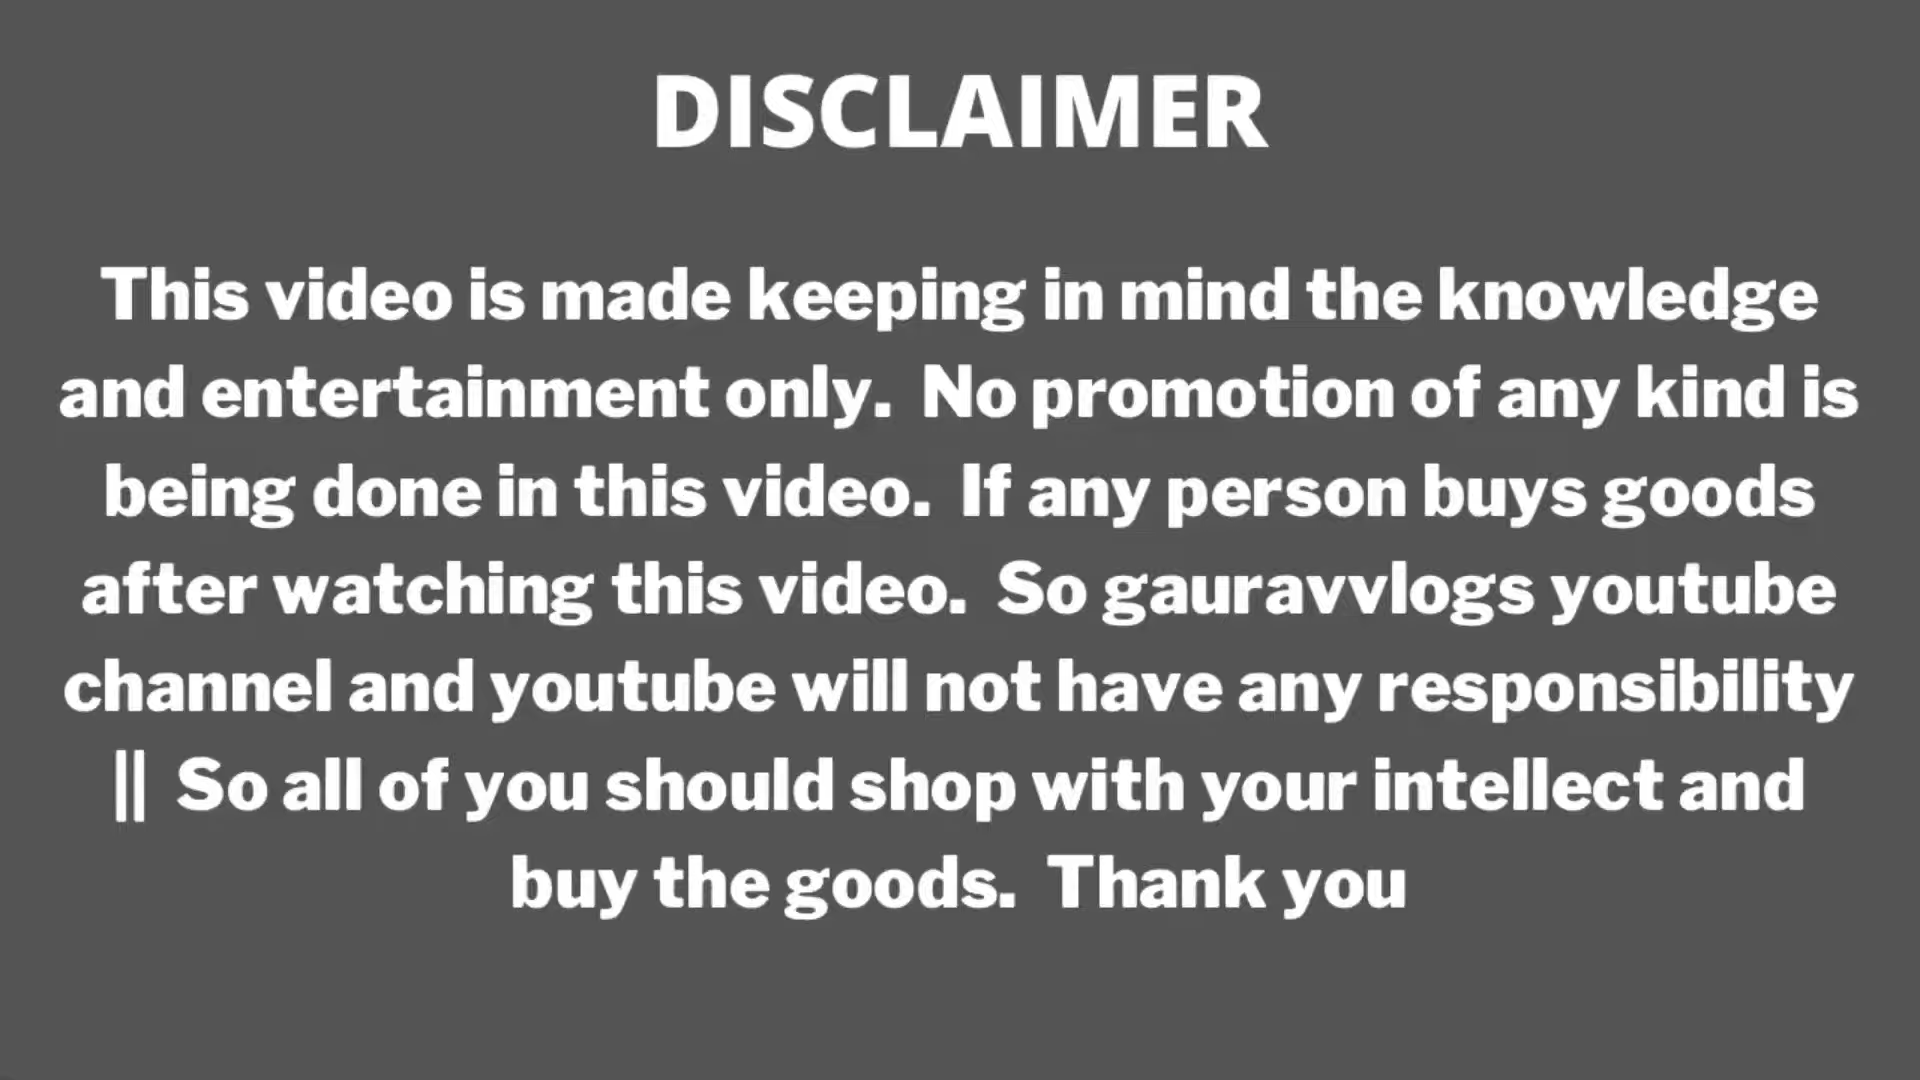 DISCLAIMER
This video is made keeping in mind the knowledge
and entertainment only.  No promotion of any kind is
being done in this video.  If any person buys goods
after watching this video.  So gauravvlogs youtube
channel and youtube will not have any responsibility
||  So all of you should shop with your intellect and
buy the goods.  Thank you